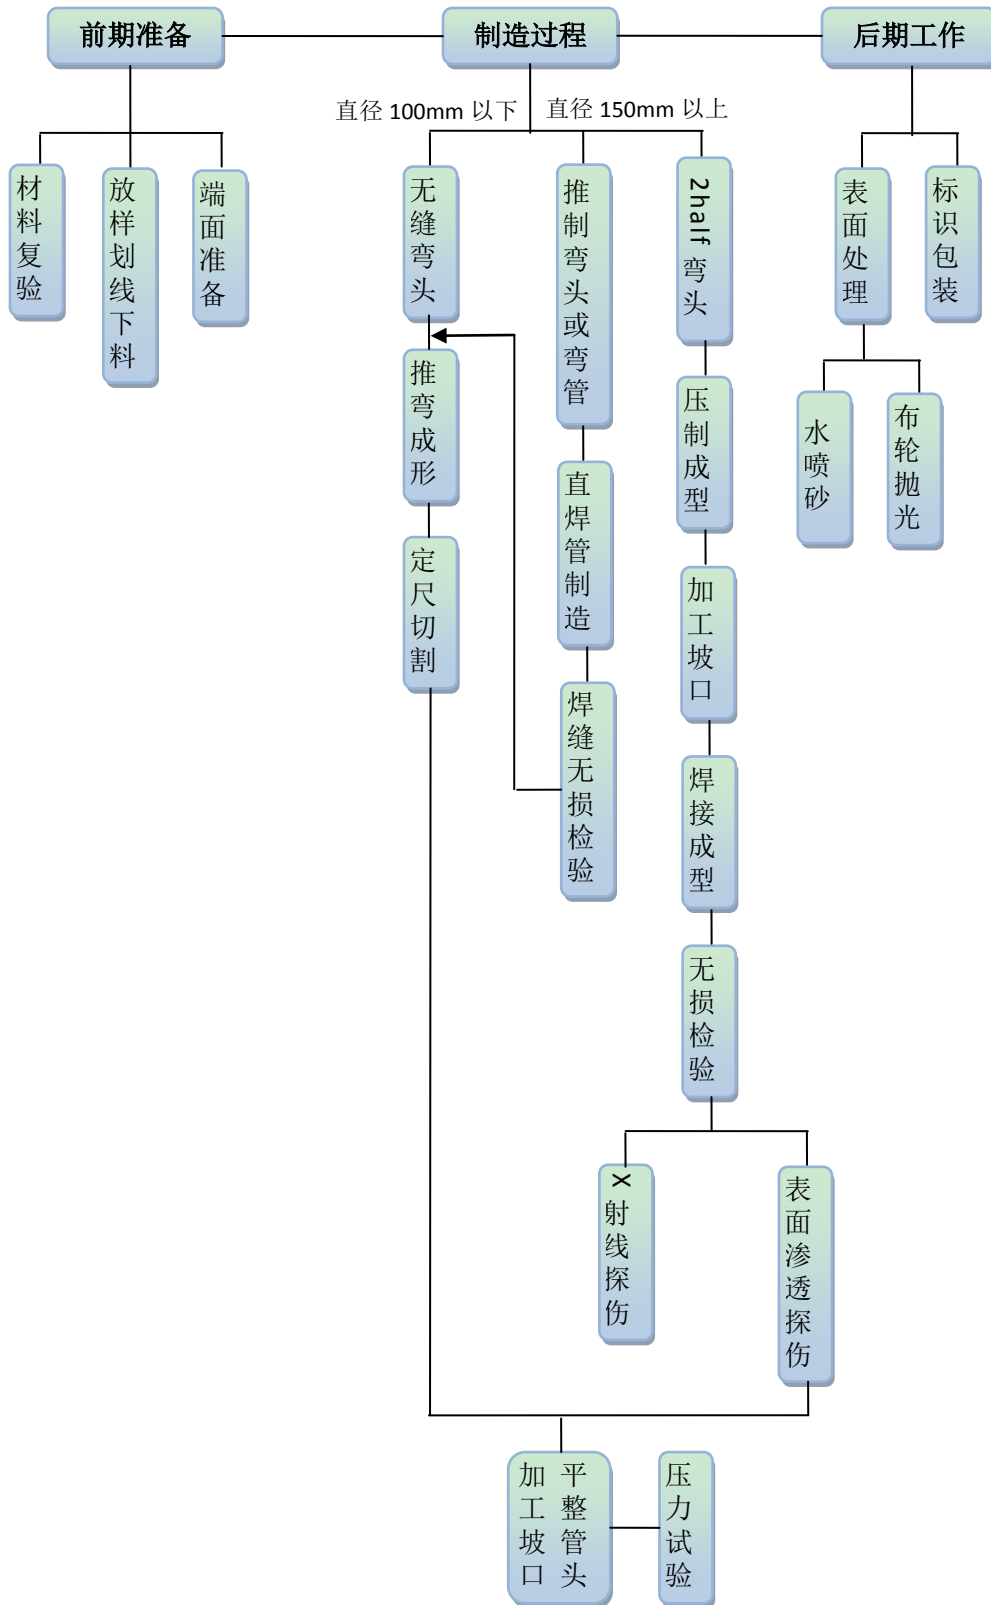 前期准备
制造过程
后期工作
直径 100mm 以下
直径 150mm 以上
材料复验
放样划线下料
端面准备
无缝弯头
推制弯头或弯管
2half 弯头
表面处理
标识包装
推弯成形
压制成型
水喷砂
布轮抛光
直焊管制造
定尺切割
加工坡口
焊缝无损检验
焊接成型
无损检验
X射线探伤
表面渗透探伤
平整管头
加工坡口
压力试验